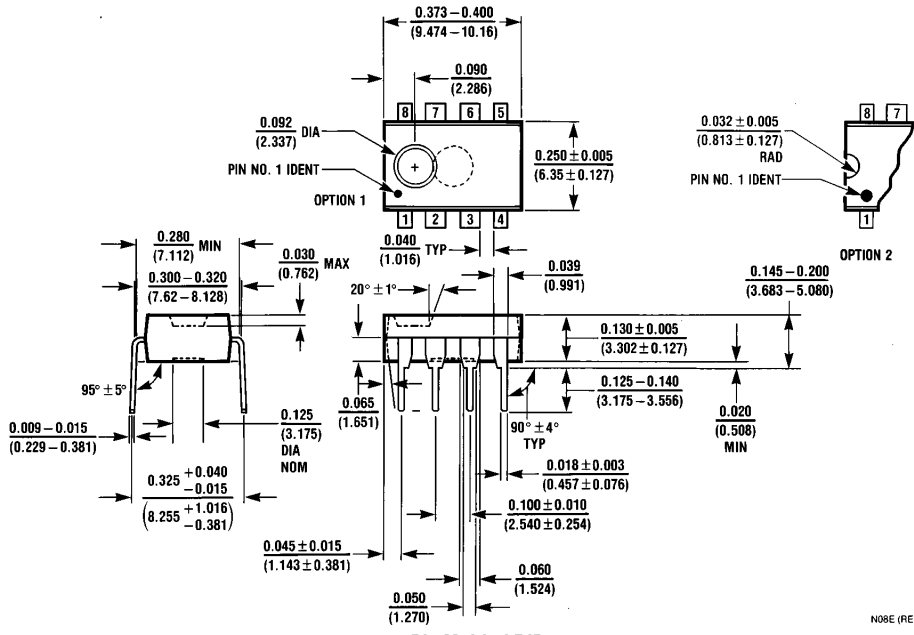 0.373 – 0.400
(9.474 – 10.16)
0.090
(2.286)
8 7 6 5
0.092 DIA
(2.337)
PIN NO. 1 IDENT
OPTION 1
1 2 3 4
0.250 ± 0.005
(6.35 ± 0.127)
0.032 ± 0.005
(0.813 ± 0.127)
RAD
PIN NO. 1 IDENT
8 7
1
OPTION 2
0.280 MIN
(7.112)
0.030 MAX
(0.762)
0.300 – 0.320
(7.62 – 8.128)
0.040 TYP
(1.016)
0.039
(0.991)
0.145 – 0.200
(3.683 – 5.080)
20° ± 1°
0.130 ± 0.005
(3.302 ± 0.127)
95° ± 5°
0.065
(1.651)
0.125 – 0.140
(3.175 – 3.556)
0.020
(0.508)
MIN
90° ± 4°
TYP
0.009 – 0.015
(0.229 – 0.381)
0.125
(3.175)
DIA
NOM
0.018 ± 0.003
(0.457 ± 0.076)
0.325 +0.040
−0.015
(8.255 +1.016
−0.381)
0.100 ± 0.010
(2.540 ± 0.254)
0.045 ± 0.015
(1.143 ± 0.381)
0.060
(1.524)
0.050
(1.270)
N08E (RE